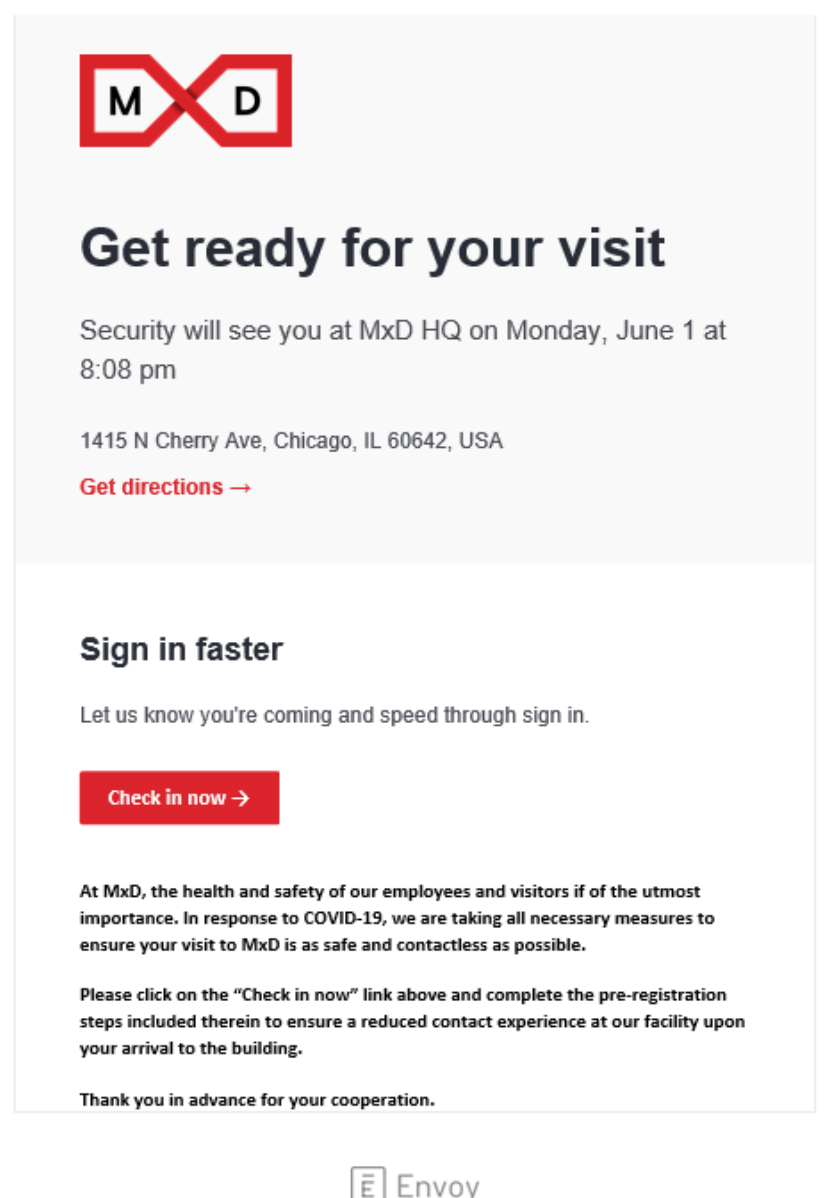 M D
Get ready for your visit
Security will see you at MxD HQ on Monday, June 1 at
8:08 pm
1415 N Cherry Ave, Chicago, IL 60642, USA
Get directions →
Sign in faster
Let us know you're coming and speed through sign in.
Check in now →
At MxD, the health and safety of our employees and visitors if of the utmost
importance. In response to COVID-19, we are taking all necessary measures to
ensure your visit to MxD is as safe and contactless as possible.
Please click on the “Check in now” link above and complete the pre-registration
steps included therein to ensure a reduced contact experience at our facility upon
your arrival to the building.
Thank you in advance for your cooperation.
E Envoy